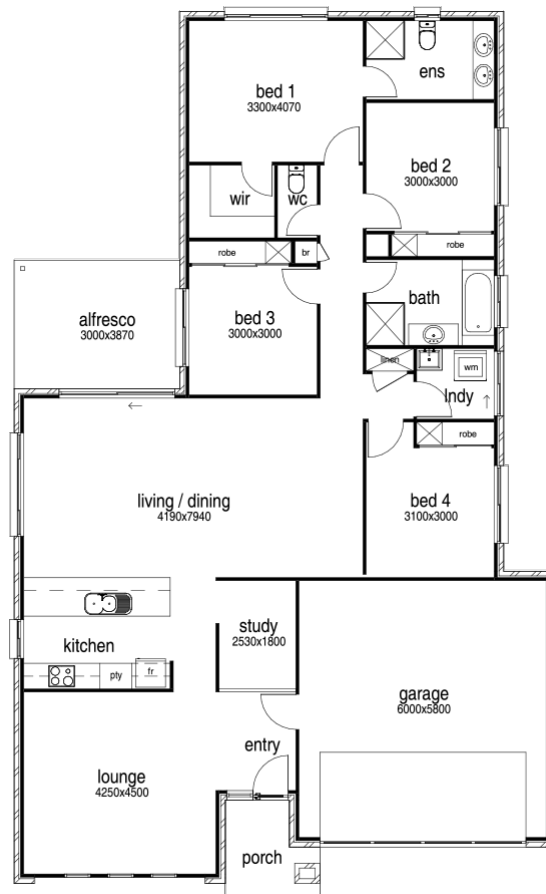 bed 1
3300x4070
ens
bed 2
3000x3000
wir
wc
robe
br
robe
bed 3
3000x3000
bath
alfresco
3000x3870
linen
wm
lndy
robe
living / dining
4190x7940
bed 4
3100x3000
study
2530x1800
kitchen
pty
fr
garage
6000x5800
entry
lounge
4250x4500
porch